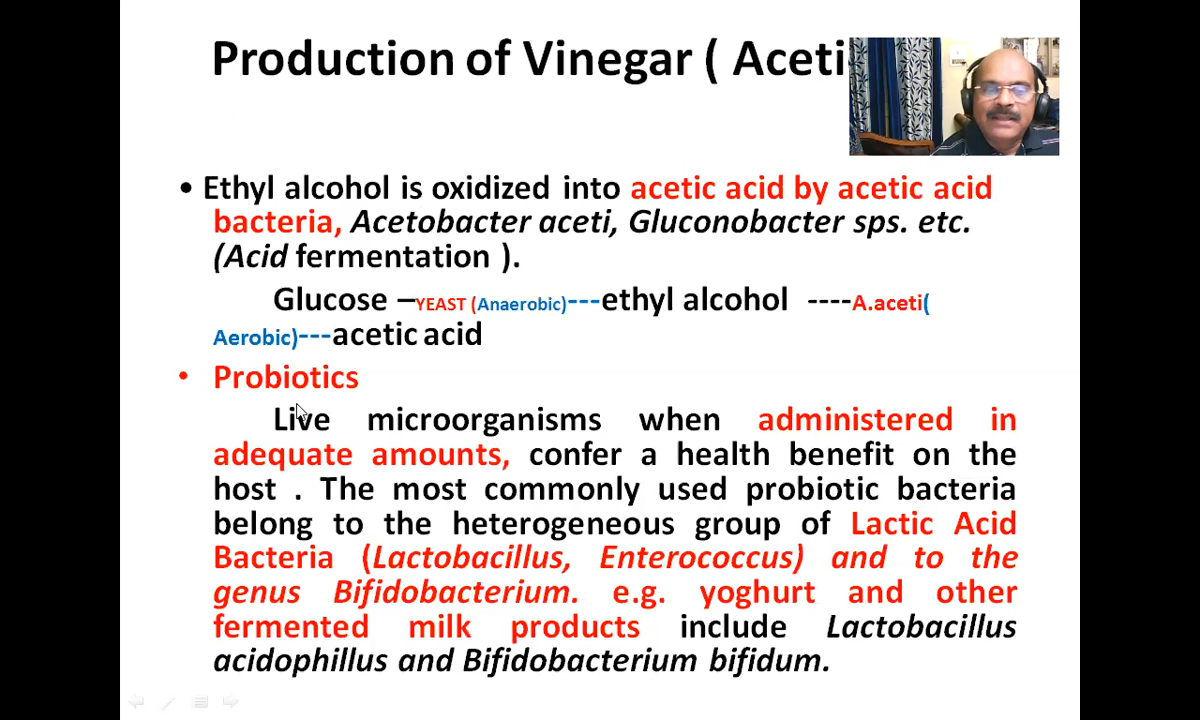 Production of Vinegar ( Aceti
• Ethyl alcohol is oxidized into acetic acid by acetic acid
bacteria, Acetobacter aceti, Gluconobacter sps. etc.
(Acid fermentation ).
Glucose –YEAST (Anaerobic)---ethyl alcohol ----A.aceti(
Aerobic)---acetic acid
• Probiotics
Live microorganisms when administered in
adequate amounts, confer a health benefit on the
host . The most commonly used probiotic bacteria
belong to the heterogeneous group of Lactic Acid
Bacteria (Lactobacillus, Enterococcus) and to the
genus Bifidobacterium. e.g. yoghurt and other
fermented milk products include Lactobacillus
acidophillus and Bifidobacterium bifidum.